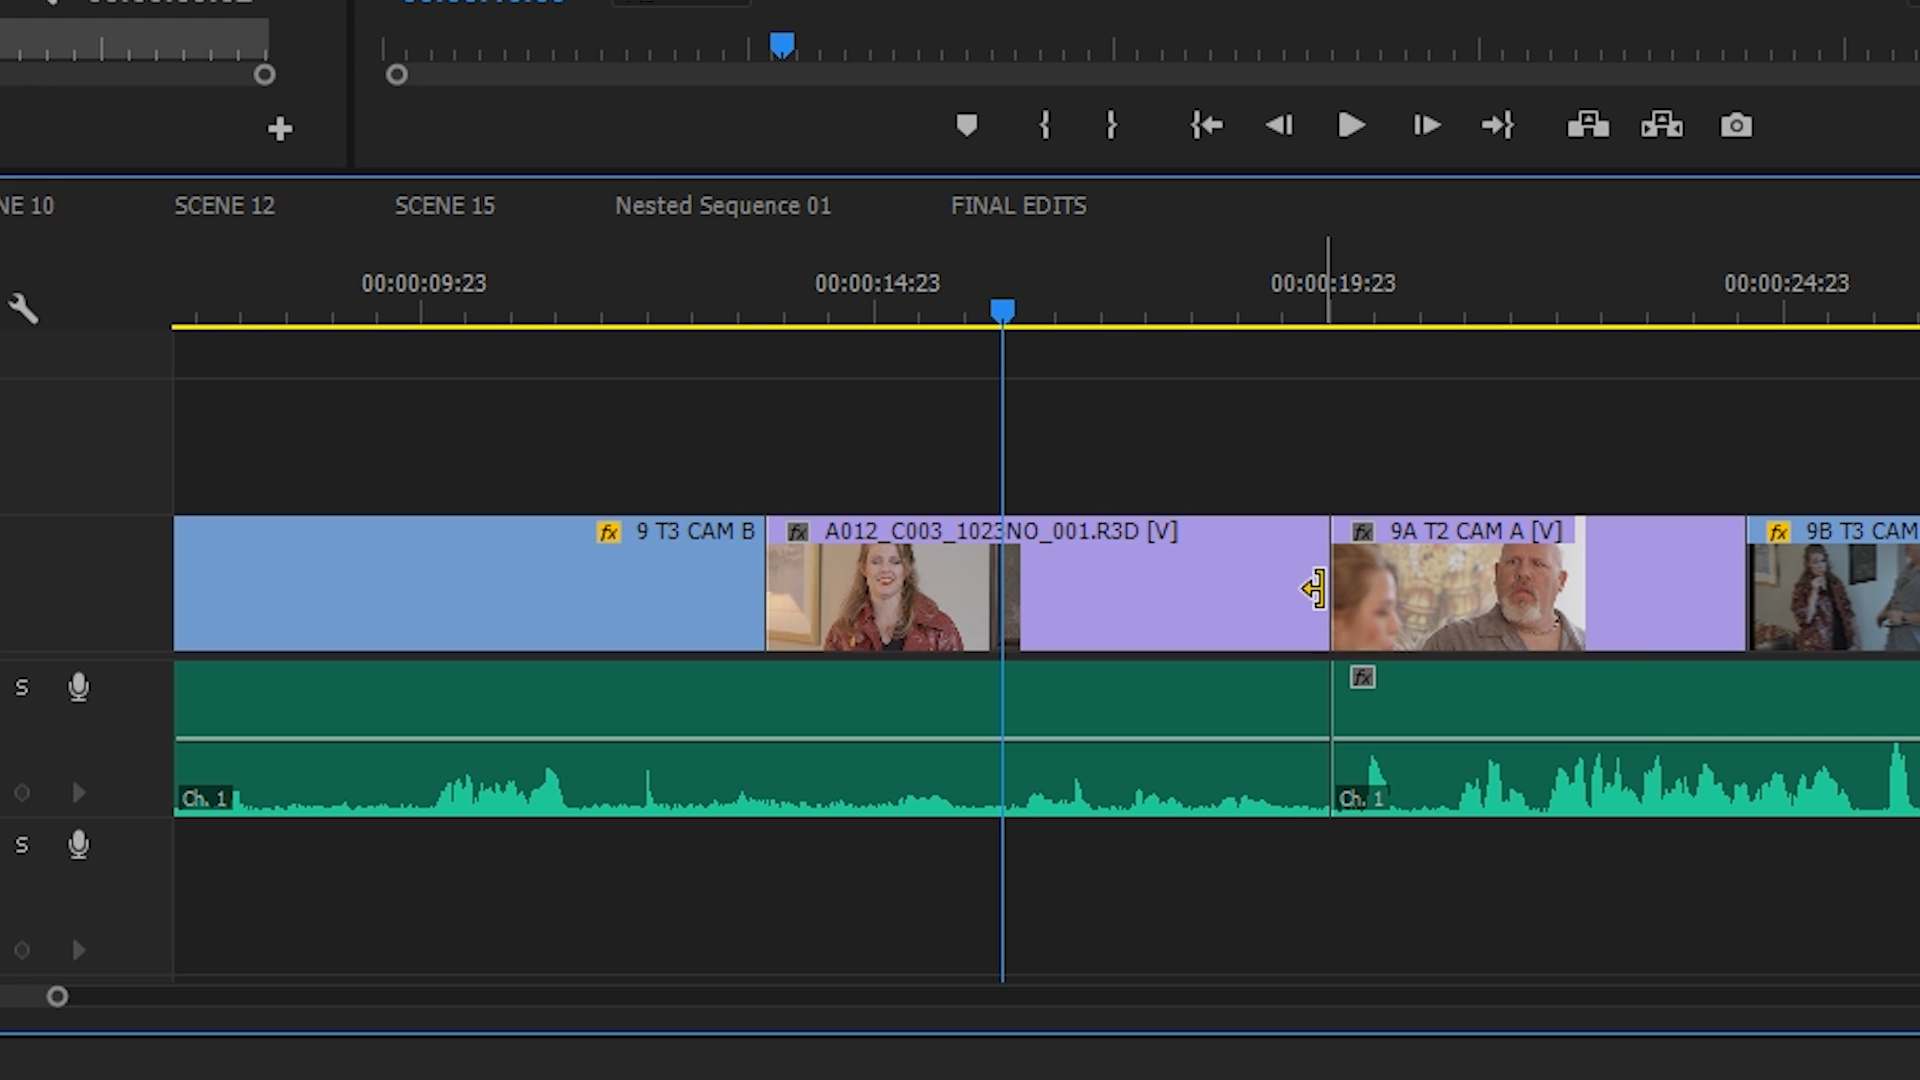 NE 10 SCENE 12 SCENE 15 Nested Sequence 01 FINAL EDITS
00:00:09:23 00:00:14:23 00:00:19:23 00:00:24:23
fx 9 T3 CAM B fx A012_C003_1023NO_001.R3D [V] fx 9A T2 CAM A [V] fx 9B T3 CAM
S fx
Ch. 1 Ch. 1
S